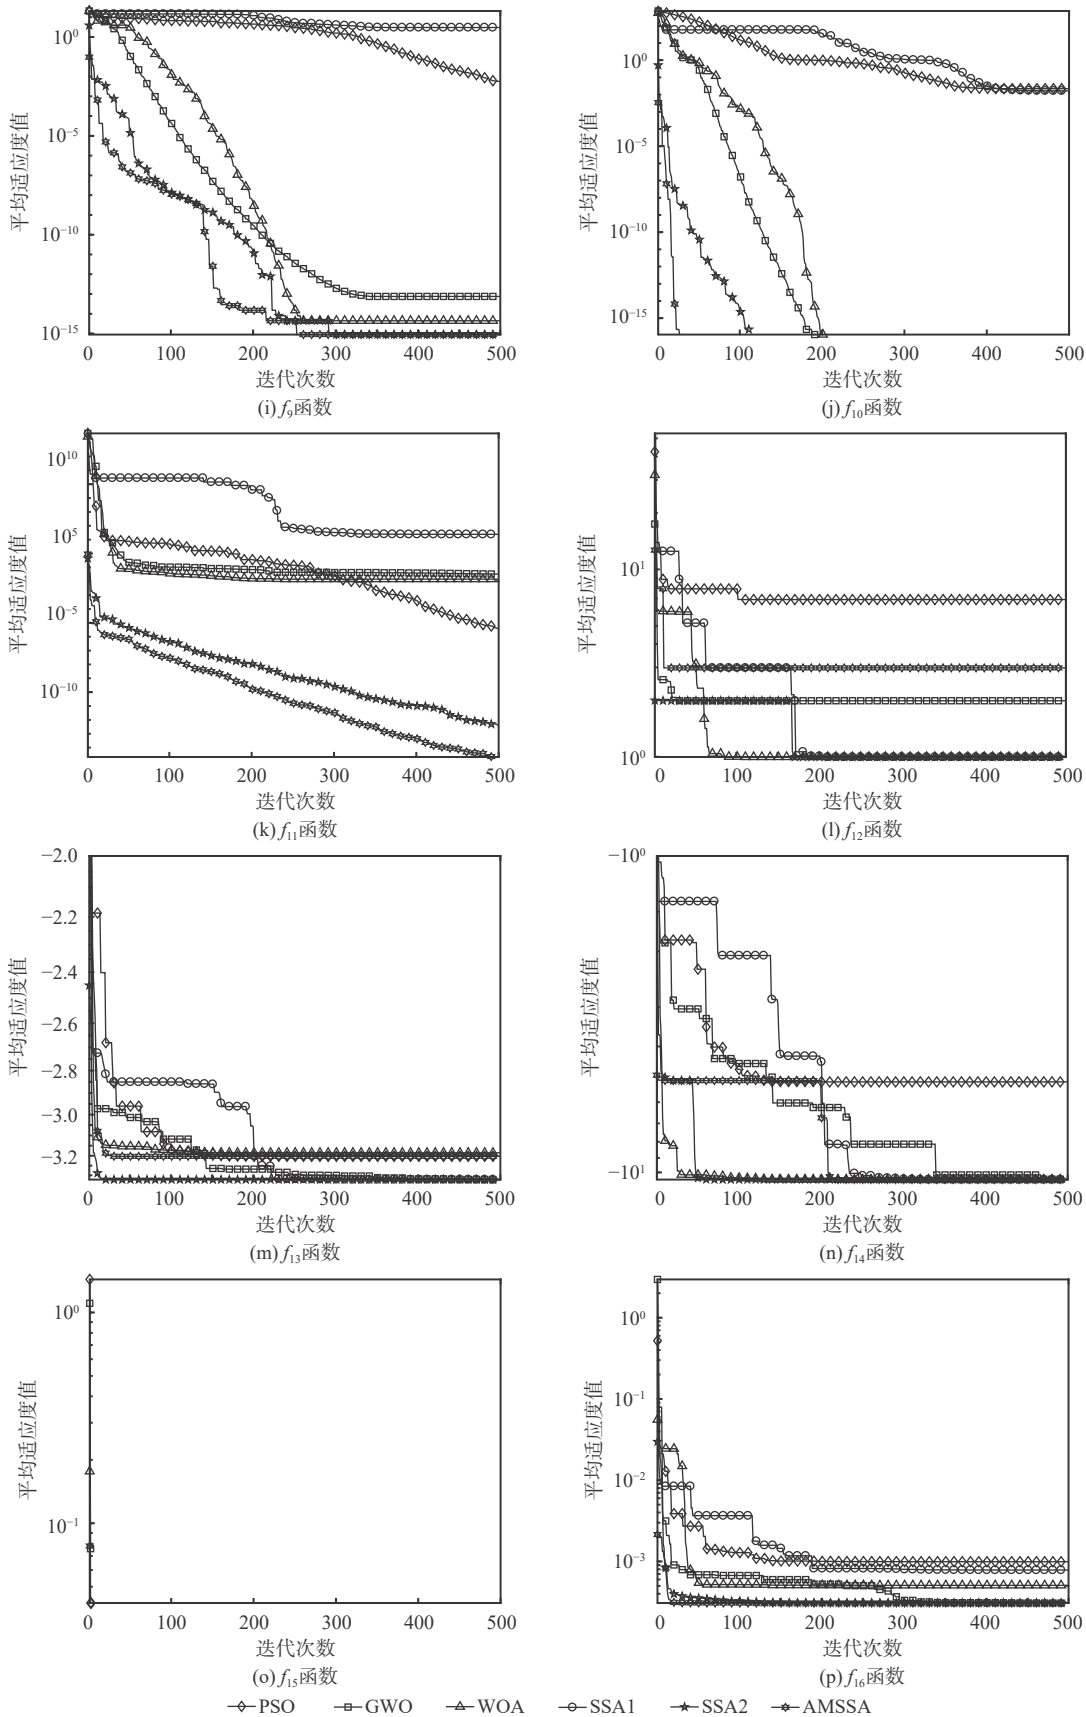 10⁰
10⁻⁵
10⁻¹⁰
10⁻¹⁵
平均适应度值
0 100 200 300 400 500
迭代次数
(i) f₉函数
10⁰
10⁻⁵
10⁻¹⁰
10⁻¹⁵
平均适应度值
0 100 200 300 400 500
迭代次数
(j) f₁₀函数
10¹⁰
10⁵
10⁻⁵
10⁻¹⁰
平均适应度值
0 100 200 300 400 500
迭代次数
(k) f₁₁函数
10¹
10⁰
平均适应度值
0 100 200 300 400 500
迭代次数
(l) f₁₂函数
−2.0
−2.2
−2.4
−2.6
−2.8
−3.0
−3.2
平均适应度值
0 100 200 300 400 500
迭代次数
(m) f₁₃函数
−10⁰
−10¹
平均适应度值
0 100 200 300 400 500
迭代次数
(n) f₁₄函数
10⁰
10⁻¹
平均适应度值
0 100 200 300 400 500
迭代次数
(o) f₁₅函数
10⁰
10⁻¹
10⁻²
10⁻³
平均适应度值
0 100 200 300 400 500
迭代次数
(p) f₁₆函数
PSO GWO WOA SSA1 SSA2 AMSSA